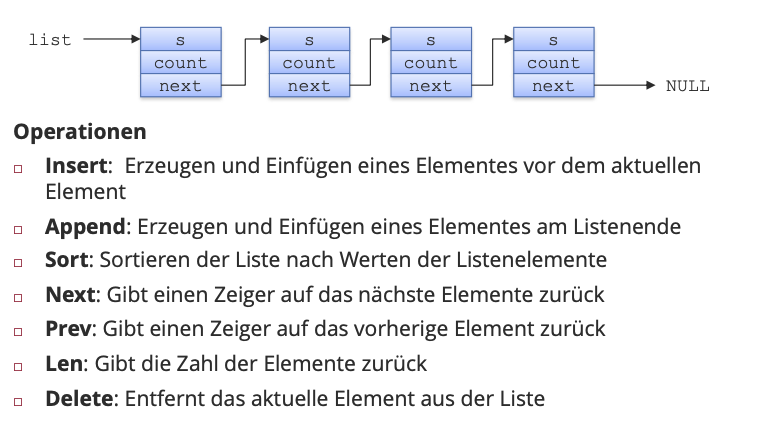 list
s s s s
count count count count
next next next next NULL
Operationen
Insert: Erzeugen und Einfügen eines Elementes vor dem aktuellen
Element
Append: Erzeugen und Einfügen eines Elementes am Listenende
Sort: Sortieren der Liste nach Werten der Listenelemente
Next: Gibt einen Zeiger auf das nächste Elemente zurück
Prev: Gibt einen Zeiger auf das vorherige Element zurück
Len: Gibt die Zahl der Elemente zurück
Delete: Entfernt das aktuelle Element aus der Liste